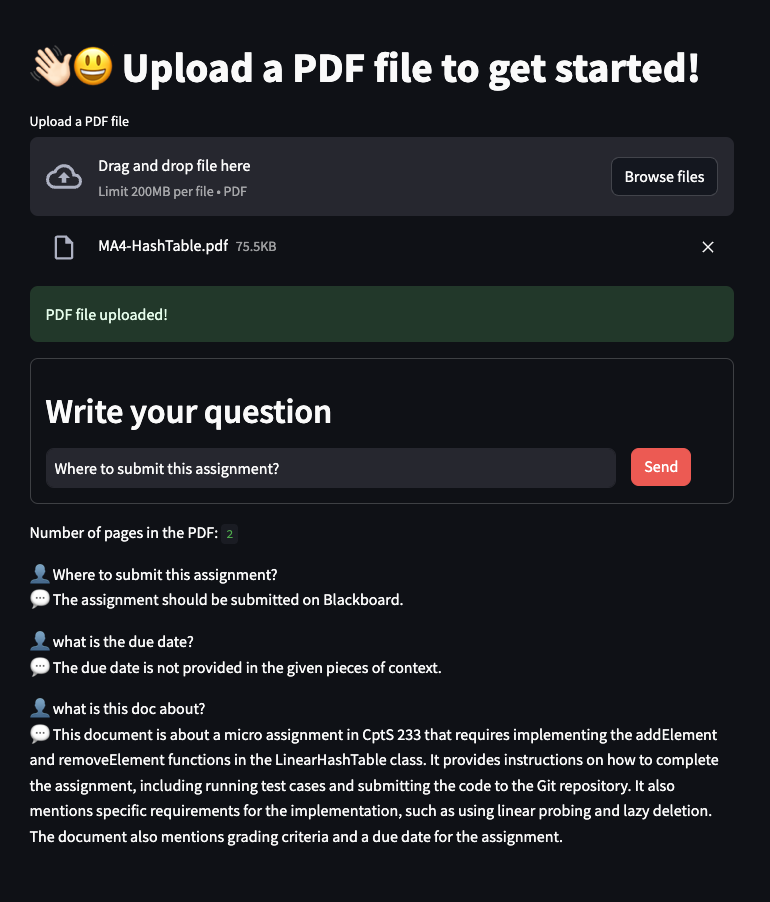 👋🏻😃 Upload a PDF file to get started!
Upload a PDF file
Drag and drop file here
Limit 200MB per file • PDF
Browse files
MA4-HashTable.pdf 75.5KB
PDF file uploaded!
Write your question
Where to submit this assignment?
Send
Number of pages in the PDF: 2
👤 Where to submit this assignment?
💬 The assignment should be submitted on Blackboard.
👤 what is the due date?
💬 The due date is not provided in the given pieces of context.
👤 what is this doc about?
💬 This document is about a micro assignment in CptS 233 that requires implementing the addElement
and removeElement functions in the LinearHashTable class. It provides instructions on how to complete
the assignment, including running test cases and submitting the code to the Git repository. It also
mentions specific requirements for the implementation, such as using linear probing and lazy deletion.
The document also mentions grading criteria and a due date for the assignment.